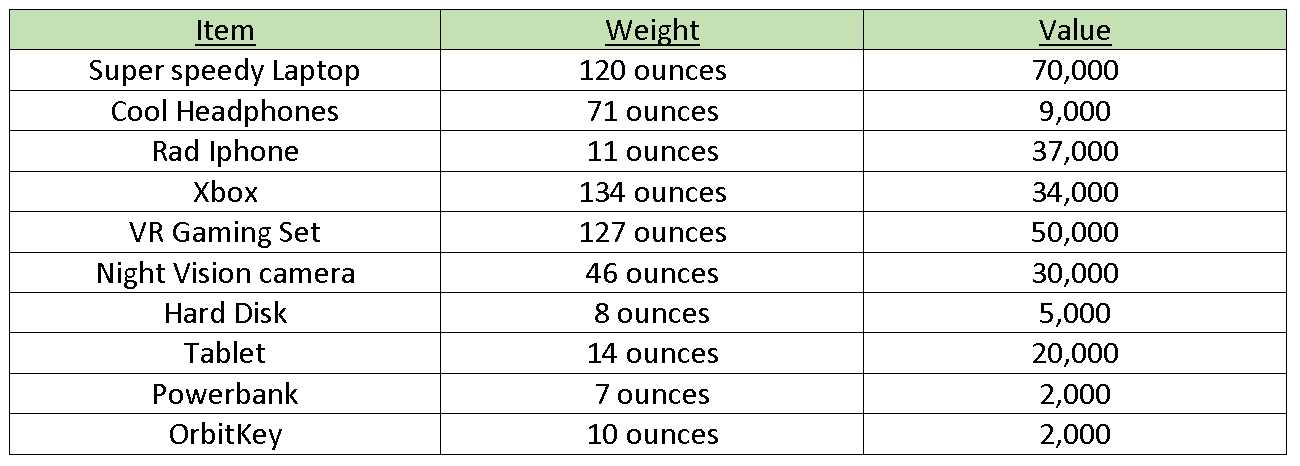 Item Weight Value
Super speedy Laptop 120 ounces 70,000
Cool Headphones 71 ounces 9,000
Rad Iphone 11 ounces 37,000
Xbox 134 ounces 34,000
VR Gaming Set 127 ounces 50,000
Night Vision camera 46 ounces 30,000
Hard Disk 8 ounces 5,000
Tablet 14 ounces 20,000
Powerbank 7 ounces 2,000
OrbitKey 10 ounces 2,000